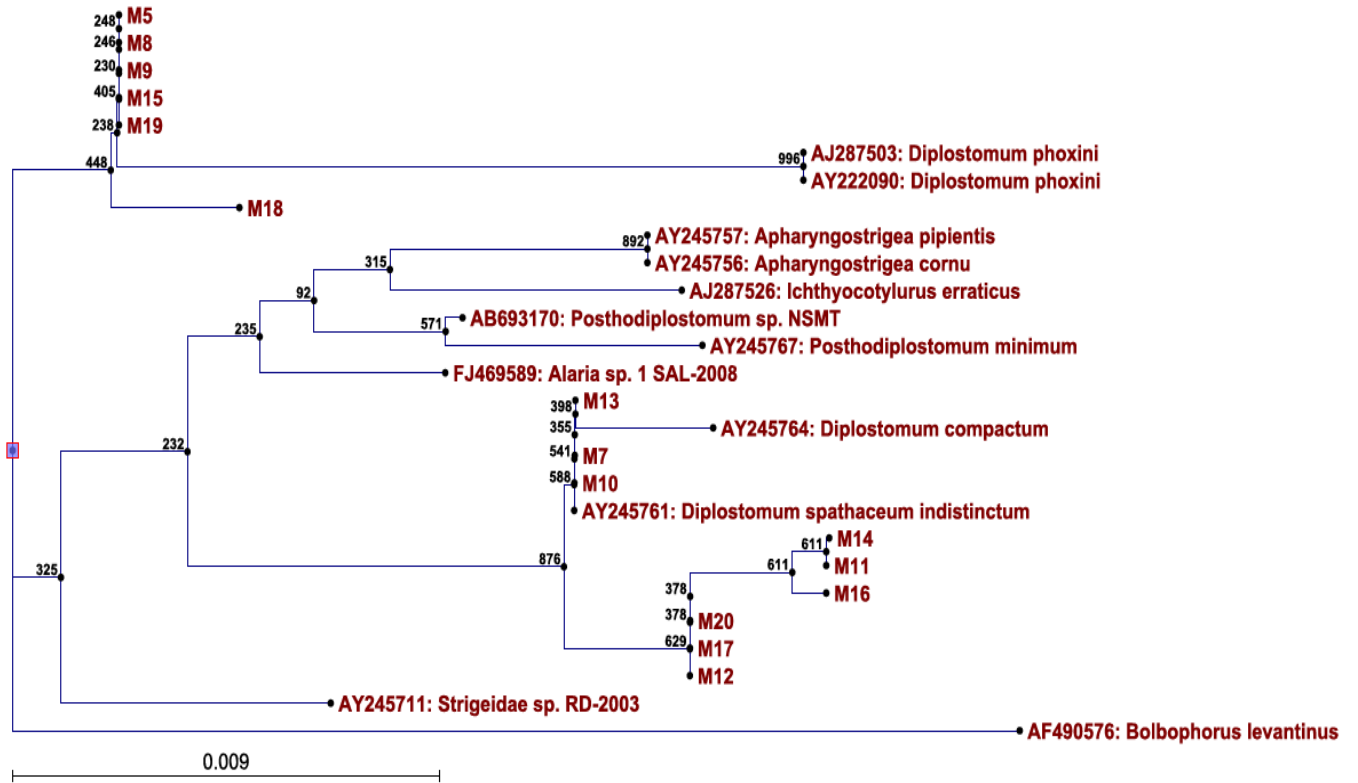 M5
248
M8
246
M9
230
M15
405
M19
238
AJ287503: Diplostomum phoxini
996
448
AY222090: Diplostomum phoxini
M18
AY245757: Apharyngostrigea pipientis
892
315
AY245756: Apharyngostrigea cornu
92
AJ287526: Ichthyocotylurus erraticus
AB693170: Posthodiplostomum sp. NSMT
571
235
AY245767: Posthodiplostomum minimum
FJ469589: Alaria sp. 1 SAL-2008
M13
398
AY245764: Diplostomum compactum
355
232
541
M7
588
M10
AY245761: Diplostomum spathaceum indistinctum
M14
611
876
M11
611
325
378
M16
378
M20
629
M17
M12
AY245711: Strigeidae sp. RD-2003
AF490576: Bolbophorus levantinus
0.009